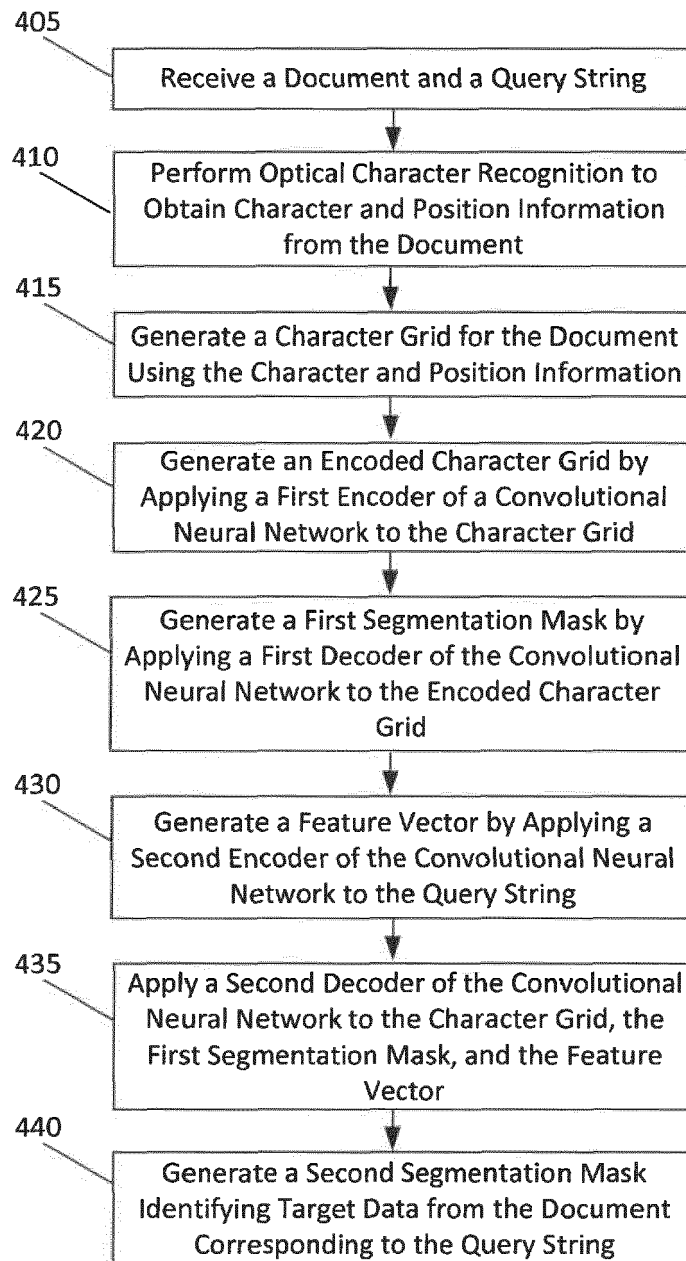 405
Receive a Document and a Query String
410
Perform Optical Character Recognition to
Obtain Character and Position Information
from the Document
415
Generate a Character Grid for the Document
Using the Character and Position Information
420
Generate an Encoded Character Grid by
Applying a First Encoder of a Convolutional
Neural Network to the Character Grid
425
Generate a First Segmentation Mask by
Applying a First Decoder of the Convolutional
Neural Network to the Encoded Character
Grid
430
Generate a Feature Vector by Applying a
Second Encoder of the Convolutional Neural
Network to the Query String
435
Apply a Second Decoder of the Convolutional
Neural Network to the Character Grid, the
First Segmentation Mask, and the Feature
Vector
440
Generate a Second Segmentation Mask
Identifying Target Data from the Document
Corresponding to the Query String